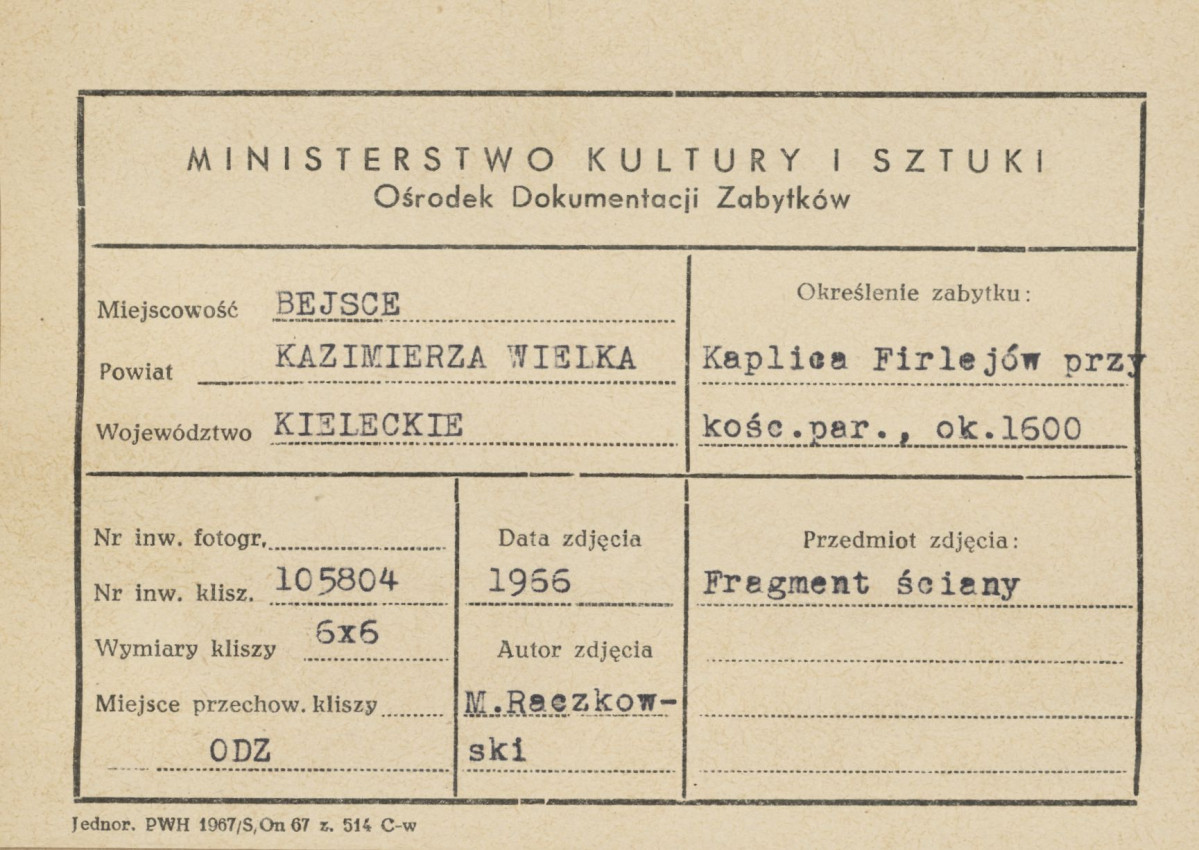 MINISTERSTWO KULTURY I SZTUKI
Ośrodek Dokumentacji Zabytków
Miejscowość BEJSCE
Powiat KAZIMIERZA WIELKA
Województwo KIELECKIE
Określenie zabytku:
Kaplica Firlejów przy
kośc.par., ok.1600
Nr inw. fotogr.
Nr inw. klisz. 105804
Wymiary kliszy 6x6
Miejsce przechow. kliszy
ODZ
Data zdjęcia
1966
Autor zdjęcia
M.Raczkow-
ski
Przedmiot zdjęcia:
Fragment ściany
Jednor. PWH 1967/S, On 67 z. 514 C-w